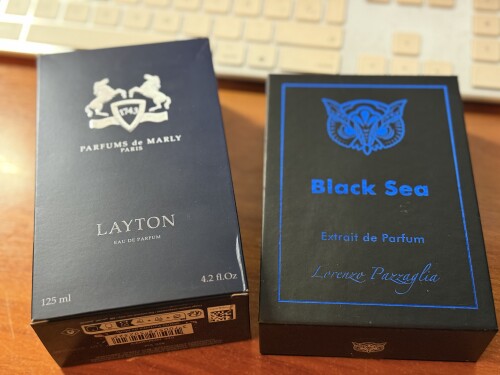 1743
PARFUMS de MARLY
PARIS
LAYTON
EAU DE PARFUM
125 ml
4.2 fl.Oz
Black Sea
Extrait de Parfum
Lorenzo Pazzaglia